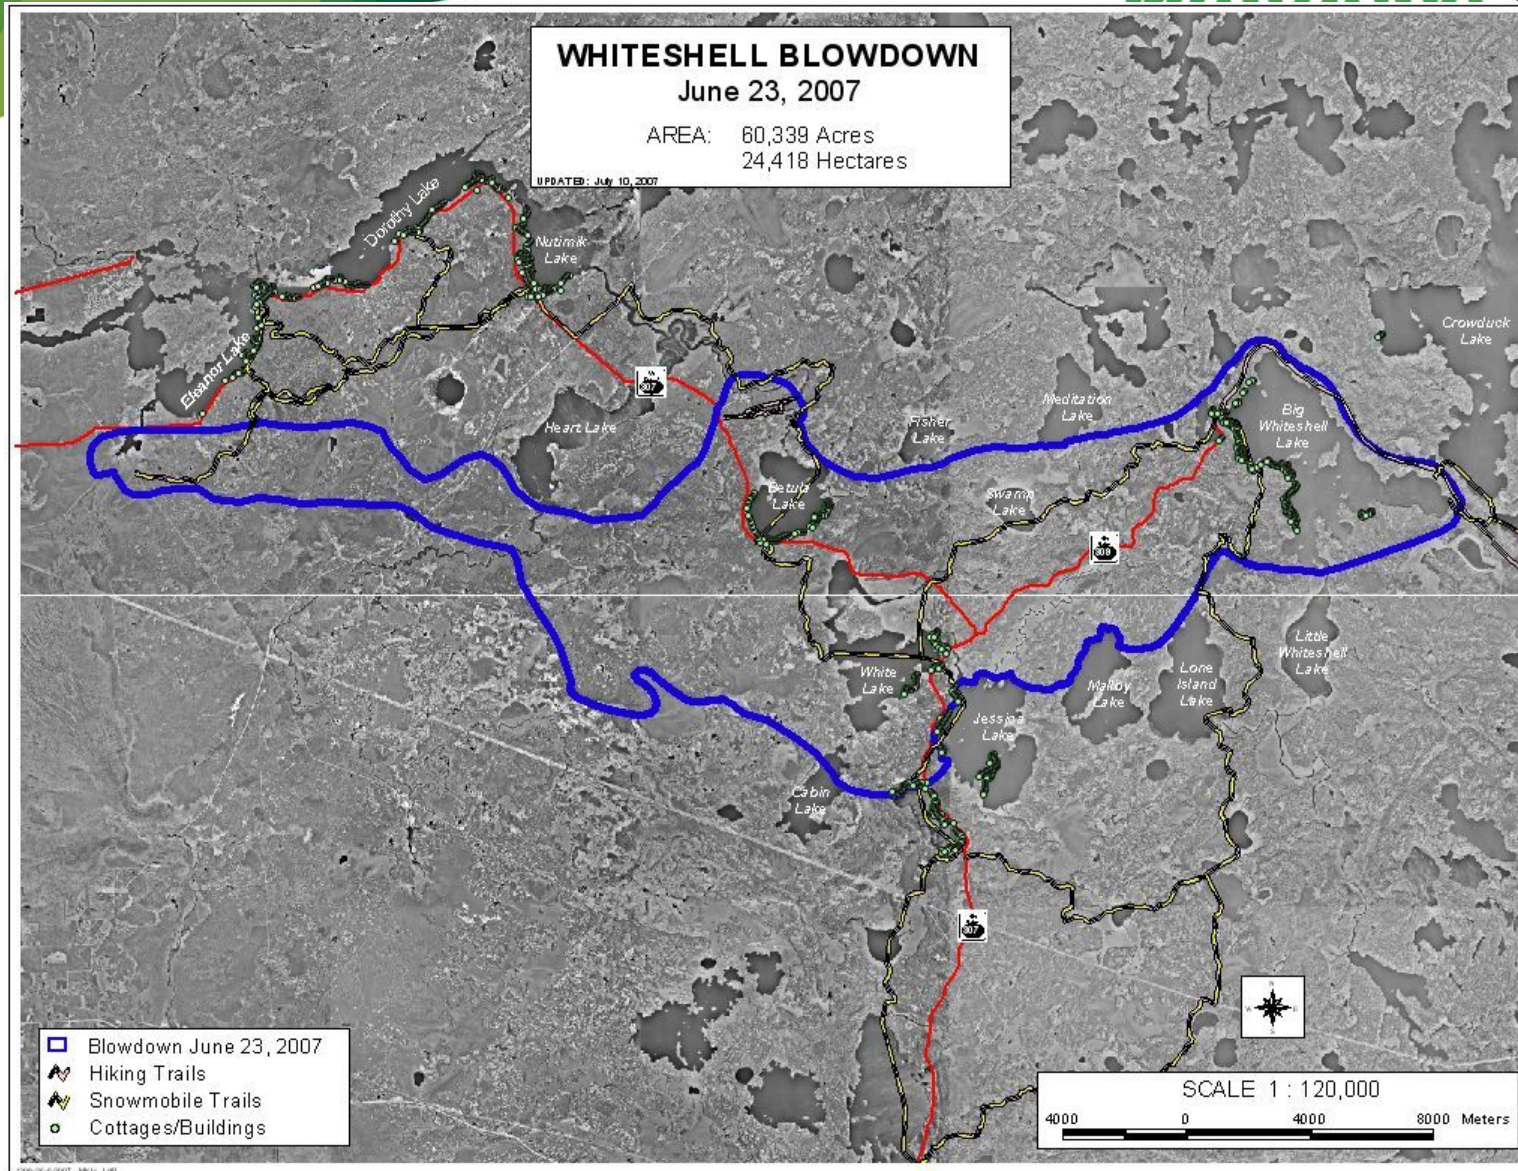 WHITESHELL BLOWDOWN
June 23, 2007
AREA: 60,339 Acres
24,418 Hectares
UPDATED: July 10, 2007
Dorothy Lake
Nutimik
Lake
Eleanor Lake
Crowduck
Lake
307
Meditation
Lake
Big
Whiteshell
Lake
Heart Lake
Fisher
Lake
Betula
Lake
Swamp
Lake
309
Little
Whiteshell
Lake
White
Lake
Mallby
Lake
Lone
Island
Lake
Jessica
Lake
Cabin
Lake
307
Blowdown June 23, 2007
Hiking Trails
Snowmobile Trails
Cottages/Buildings
SCALE 1 : 120,000
4000 0 4000 8000 Meters